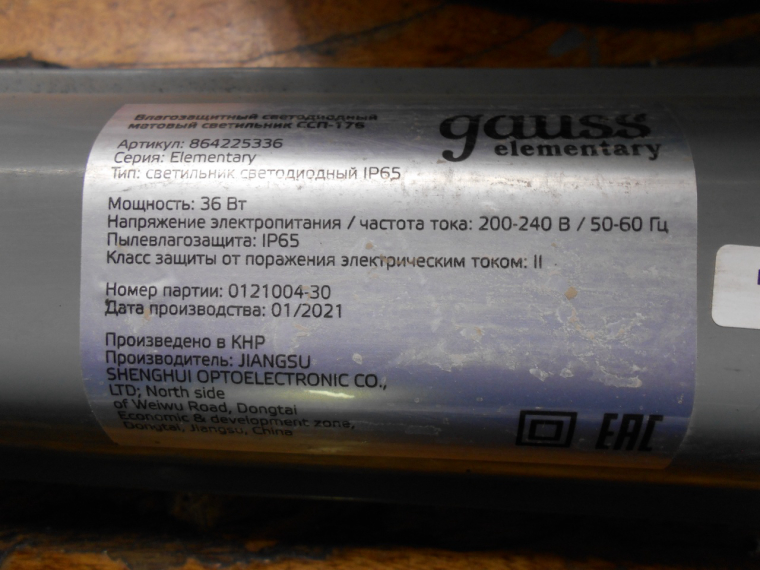 Влагозащитный светодиодный
матовый светильник ССП-176
gauss
elementary
Артикул: 864225336
Серия: Elementary
Тип: светильник светодиодный IP65
Мощность: 36 Вт
Напряжение электропитания / частота тока: 200-240 В / 50-60 Гц
Пылевлагозащита: IP65
Класс защиты от поражения электрическим током: II
Номер партии: 0121004-30
Дата производства: 01/2021
Произведено в КНР
Производитель: JIANGSU
SHENGHUI OPTOELECTRONIC CO.,
LTD; North side
of Weiwu Road, Dongtai
Economic & development zone,
Dongtai, Jiangsu, China
EAC